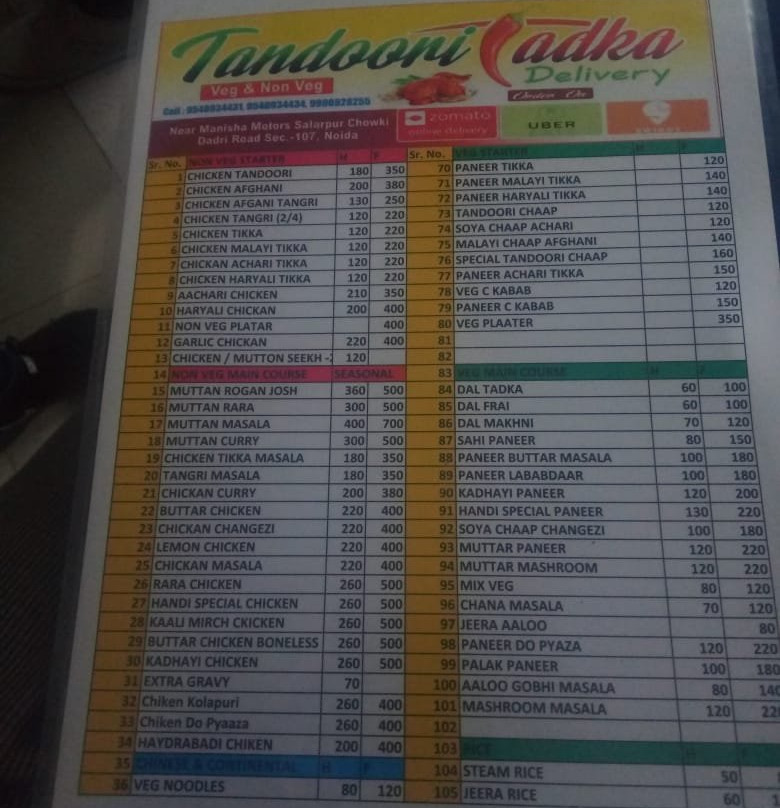 Tandoori Tadka
Delivery
Veg & Non Veg
Order On
Call : 9540934431, 9540934434, 9990928255
Near Manisha Motors Salarpur Chowki
Dadri Road Sec.-107, Noida
zomato
online delivery
UBER
Sr. No. NON VEG STARTER H F
1 CHICKEN TANDOORI 180 350
2 CHICKEN AFGHANI 200 380
3 CHICKEN AFGANI TANGRI 130 250
4 CHICKEN TANGRI (2/4) 120 220
5 CHICKEN TIKKA 120 220
6 CHICKEN MALAYI TIKKA 120 220
7 CHICKAN ACHARI TIKKA 120 220
8 CHICKEN HARYALI TIKKA 120 220
9 AACHARI CHICKEN 210 350
10 HARYALI CHICKAN 200 400
11 NON VEG PLATAR 400
12 GARLIC CHICKAN 220 400
13 CHICKEN / MUTTON SEEKH -2 120
14 NON VEG MAIN COURSE SEASONAL
15 MUTTAN ROGAN JOSH 360 500
16 MUTTAN RARA 300 500
17 MUTTAN MASALA 400 700
18 MUTTAN CURRY 300 500
19 CHICKEN TIKKA MASALA 180 350
20 TANGRI MASALA 180 350
21 CHICKAN CURRY 200 380
22 BUTTAR CHICKEN 220 400
23 CHICKAN CHANGEZI 220 400
24 LEMON CHICKEN 220 400
25 CHICKAN MASALA 220 400
26 RARA CHICKEN 260 500
27 HANDI SPECIAL CHICKEN 260 500
28 KAALI MIRCH CKICKEN 260 500
29 BUTTAR CHICKEN BONELESS 260 500
30 KADHAYI CHICKEN 260 500
31 EXTRA GRAVY 70
32 Chiken Kolapuri 260 400
33 Chiken Do Pyaaza 260 400
34 HAYDRABADI CHIKEN 200 400
35 CHINESE & CONTINENTAL H F
36 VEG NOODLES 80 120
Sr. No. VEG STARTER H F
70 PANEER TIKKA 120
71 PANEER MALAYI TIKKA 140
72 PANEER HARYALI TIKKA 140
73 TANDOORI CHAAP 120
74 SOYA CHAAP ACHARI 120
75 MALAYI CHAAP AFGHANI 140
76 SPECIAL TANDOORI CHAAP 160
77 PANEER ACHARI TIKKA 150
78 VEG C KABAB 120
79 PANEER C KABAB 150
80 VEG PLAATER 350
81
82
83 VEG MAIN COURSE H F
84 DAL TADKA 60 100
85 DAL FRAI 60 100
86 DAL MAKHNI 70 120
87 SAHI PANEER 80 150
88 PANEER BUTTAR MASALA 100 180
89 PANEER LABABDAAR 100 180
90 KADHAYI PANEER 120 200
91 HANDI SPECIAL PANEER 130 220
92 SOYA CHAAP CHANGEZI 100 180
93 MUTTAR PANEER 120 220
94 MUTTAR MASHROOM 120 220
95 MIX VEG 80 120
96 CHANA MASALA 70 120
97 JEERA AALOO 80
98 PANEER DO PYAZA 120 220
99 PALAK PANEER 100 180
100 AALOO GOBHI MASALA 80 140
101 MASHROOM MASALA 120 22
102
103 RICE H F
104 STEAM RICE 50
105 JEERA RICE 60